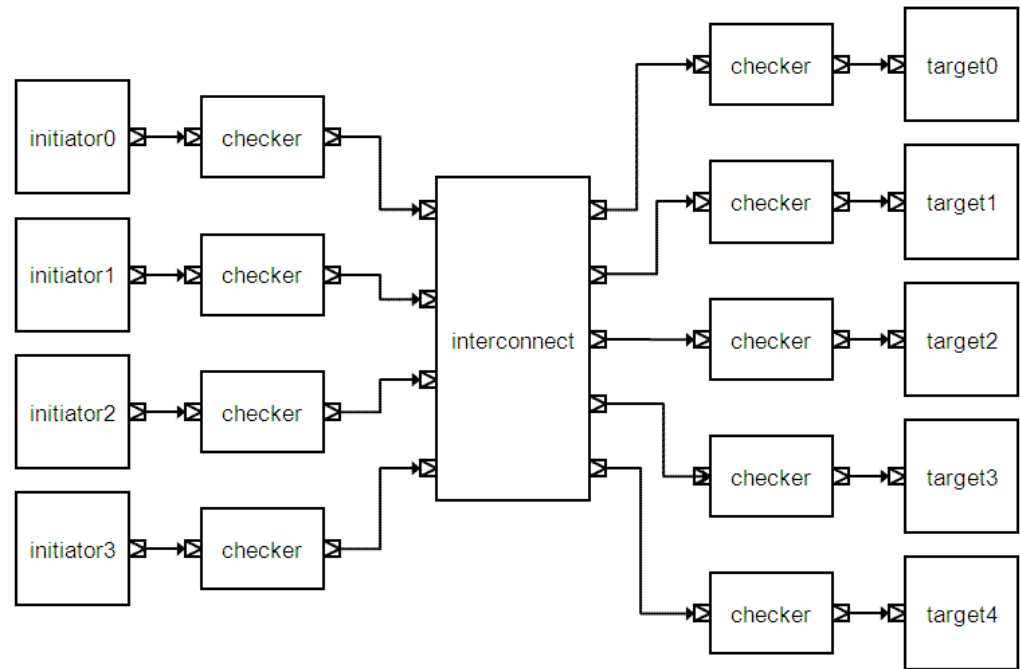 initiator0
checker
initiator1
checker
initiator2
checker
initiator3
checker
interconnect
checker
target0
checker
target1
checker
target2
checker
target3
checker
target4